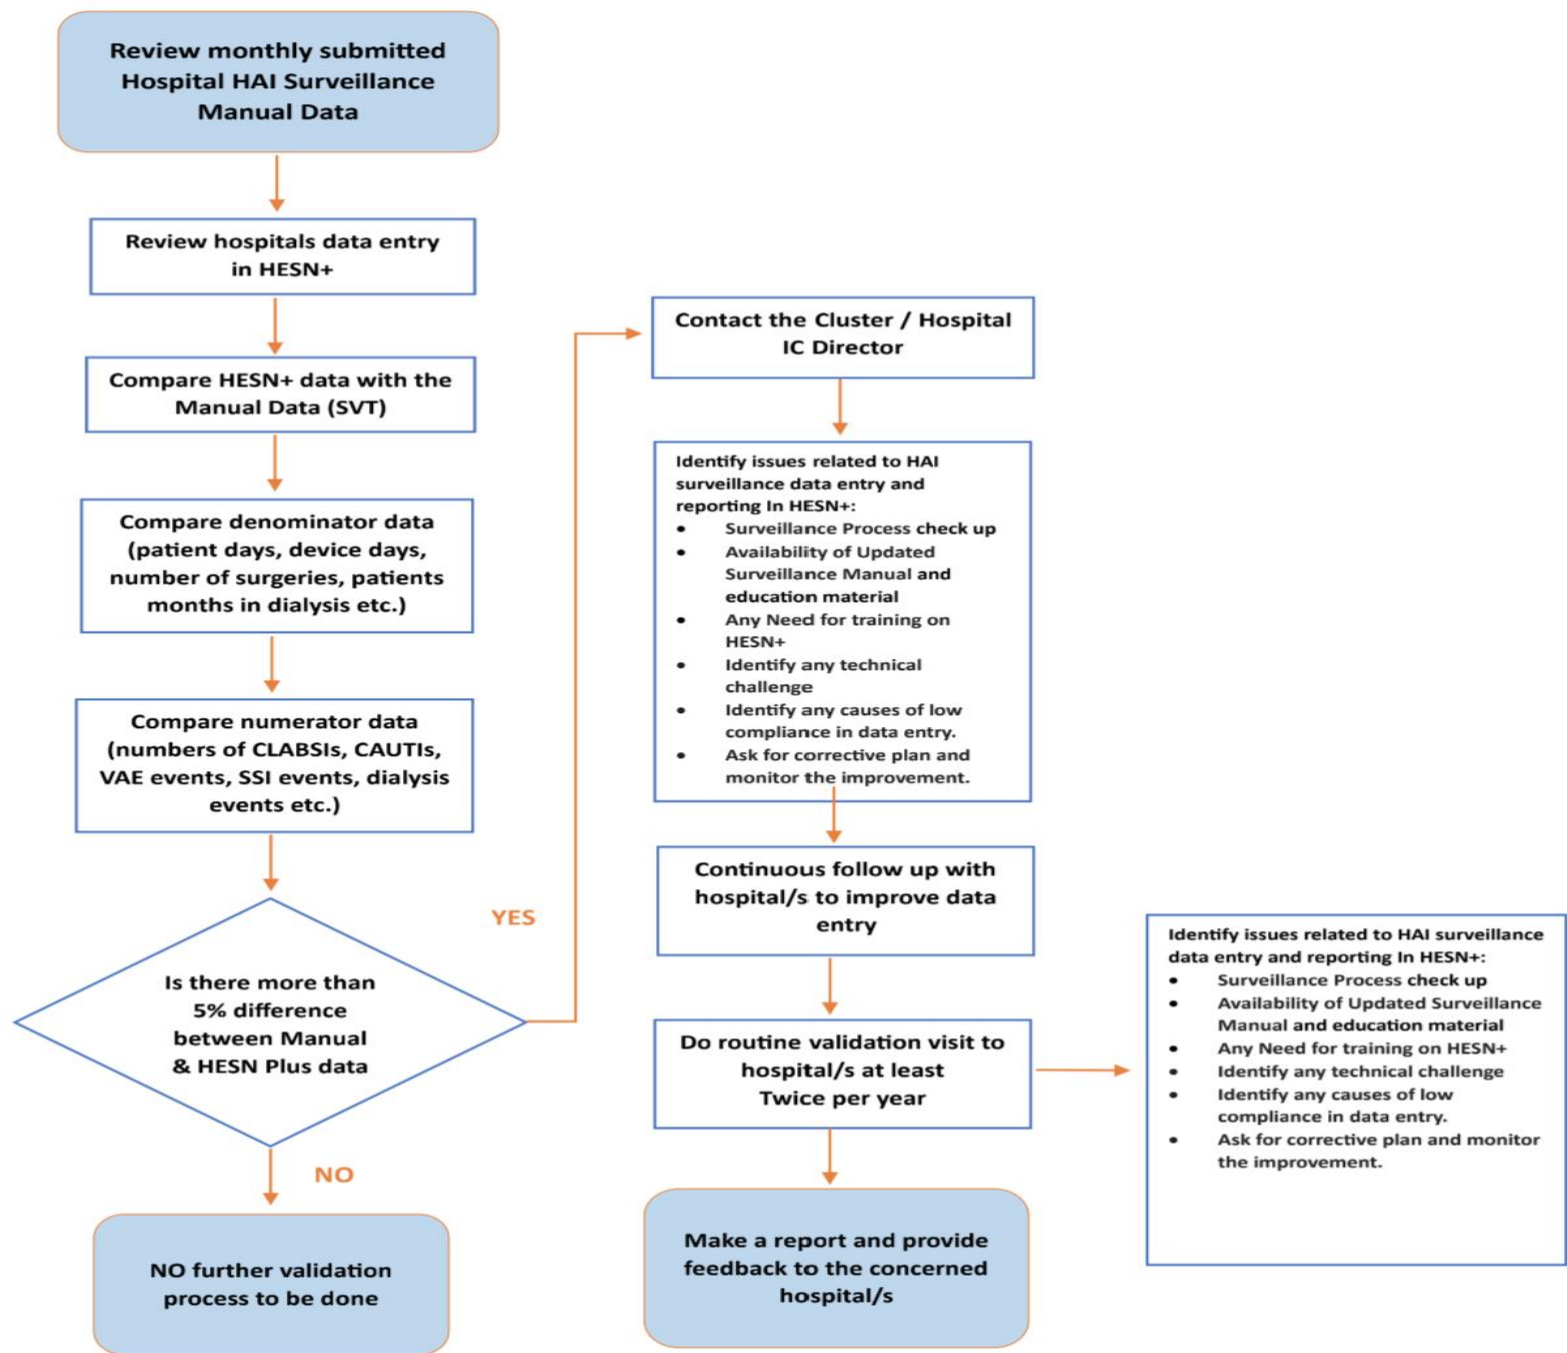 Review monthly submitted
Hospital HAI Surveillance
Manual Data
Review hospitals data entry
in HESN+
Compare HESN+ data with the
Manual Data (SVT)
Compare denominator data
(patient days, device days,
number of surgeries, patients
months in dialysis etc.)
Compare numerator data
(numbers of CLABSIs, CAUTIs,
VAE events, SSI events, dialysis
events etc.)
Is there more than
5% difference
between Manual
& HESN Plus data
YES
NO
NO further validation
process to be done
Contact the Cluster / Hospital
IC Director
Identify issues related to HAI
surveillance data entry and
reporting In HESN+:
• Surveillance Process check up
• Availability of Updated
Surveillance Manual and
education material
• Any Need for training on
HESN+
• Identify any technical
challenge
• Identify any causes of low
compliance in data entry.
• Ask for corrective plan and
monitor the improvement.
Continuous follow up with
hospital/s to improve data
entry
Do routine validation visit to
hospital/s at least
Twice per year
Make a report and provide
feedback to the concerned
hospital/s
Identify issues related to HAI surveillance
data entry and reporting In HESN+:
• Surveillance Process check up
• Availability of Updated Surveillance
Manual and education material
• Any Need for training on HESN+
• Identify any technical challenge
• Identify any causes of low
compliance in data entry.
• Ask for corrective plan and monitor
the improvement.